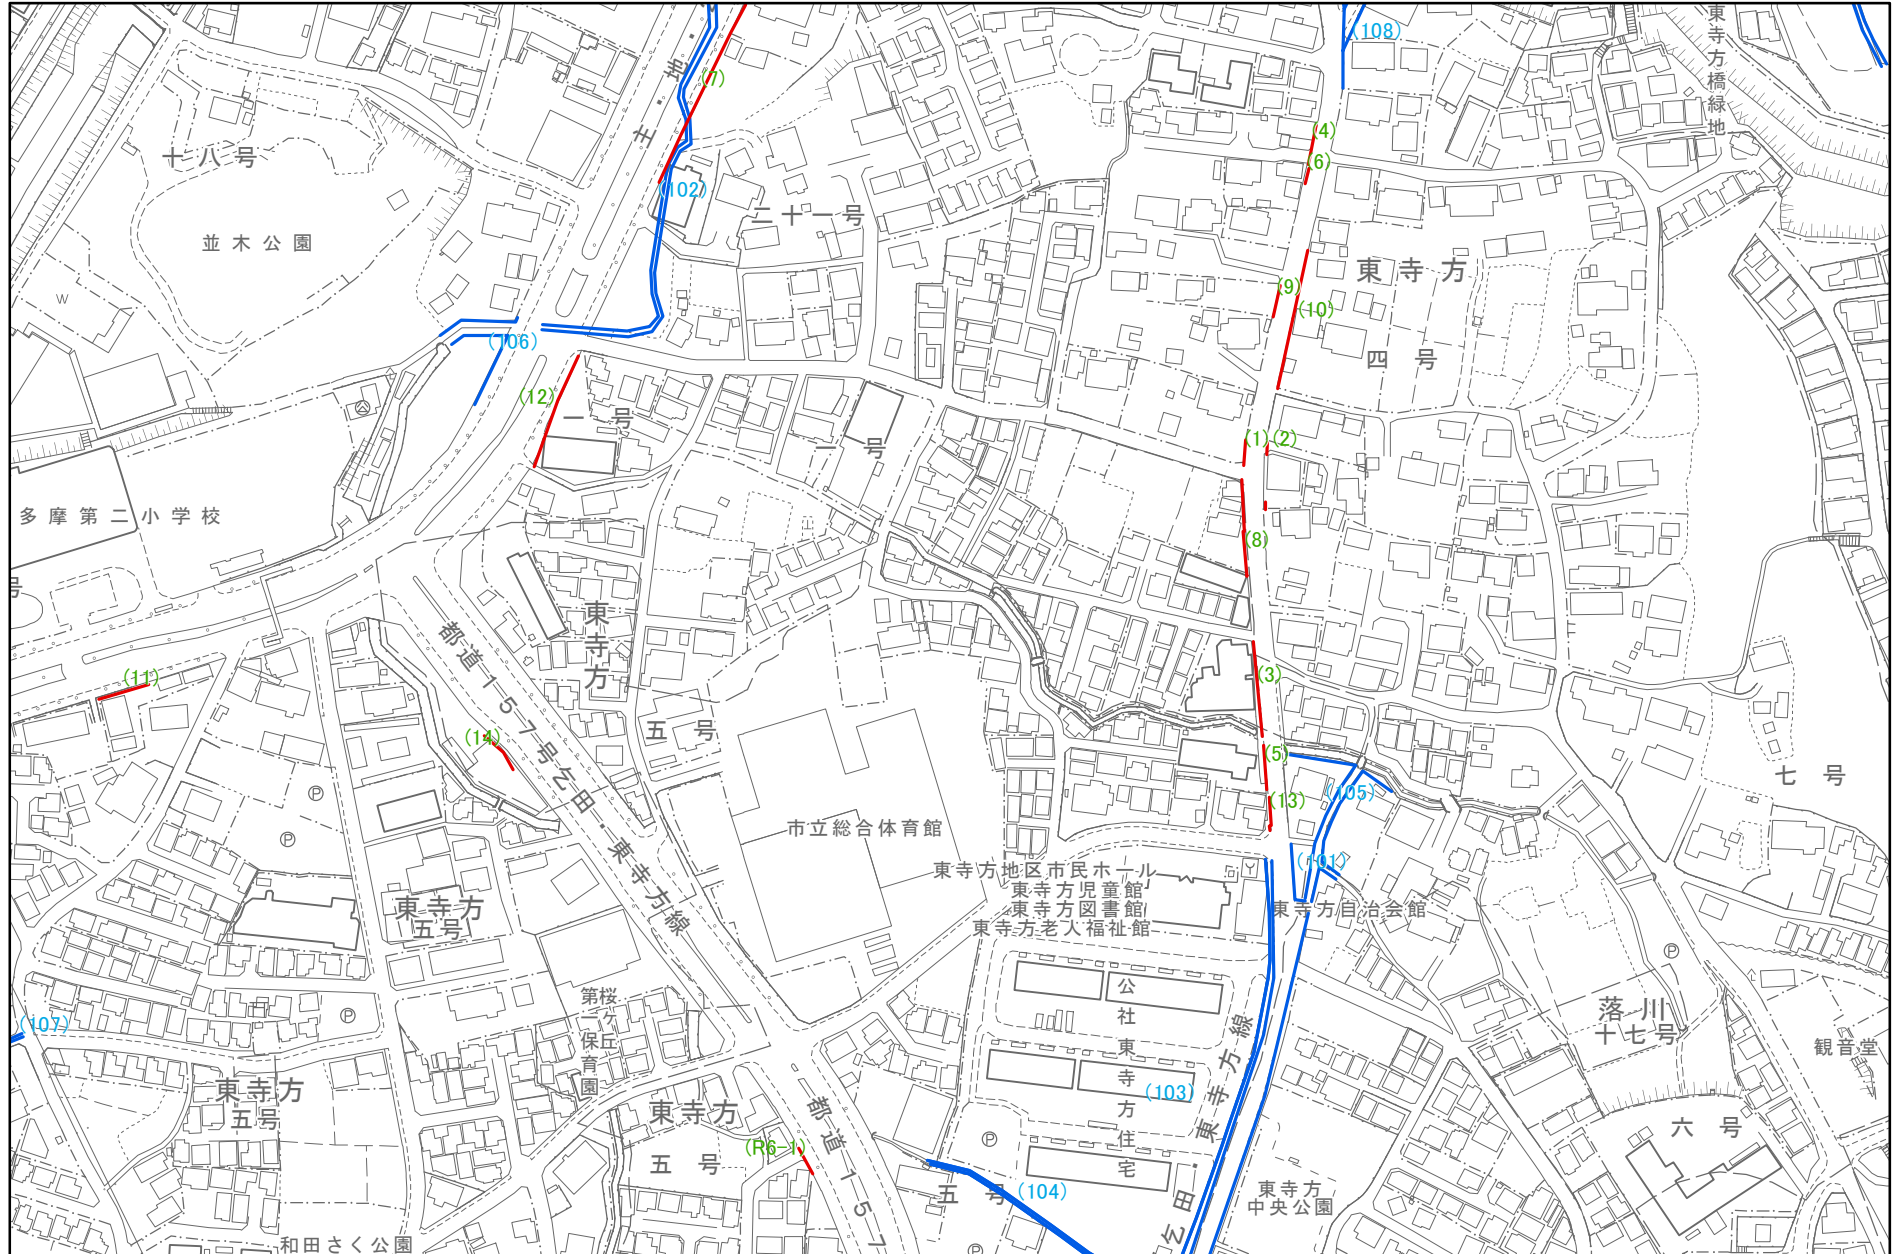 (108)
東寺方橋緑地
(7)
主・地・
(4)
十八号
(6)
(102)
二十一号
並木公園
東寺方
(9)
(10)
W
(106)
四号
(12)
一号
(1)
(2)
一号
多摩第二小学校
(8)
号
東寺方
都道157号乞田・東寺方線
(3)
(11)
五号
(14)
(5)
七号
P
(105)
(13)
市立総合体育館
P
(101)
東寺方地区市民ホール
東寺方児童館
東寺方図書館
東寺方老人福祉館
Y
東寺方自治会館
東寺方
五号
P
公社東寺方住宅
第一桜ヶ丘保育園
落川
十七号
(107)
P
観音堂
東寺方
五号
(103)
東寺方
都道157
乞田・東寺方線
六号
(R6-1)
P
五号
五号
(104)
東寺方
中央公園
和田さく公園
P